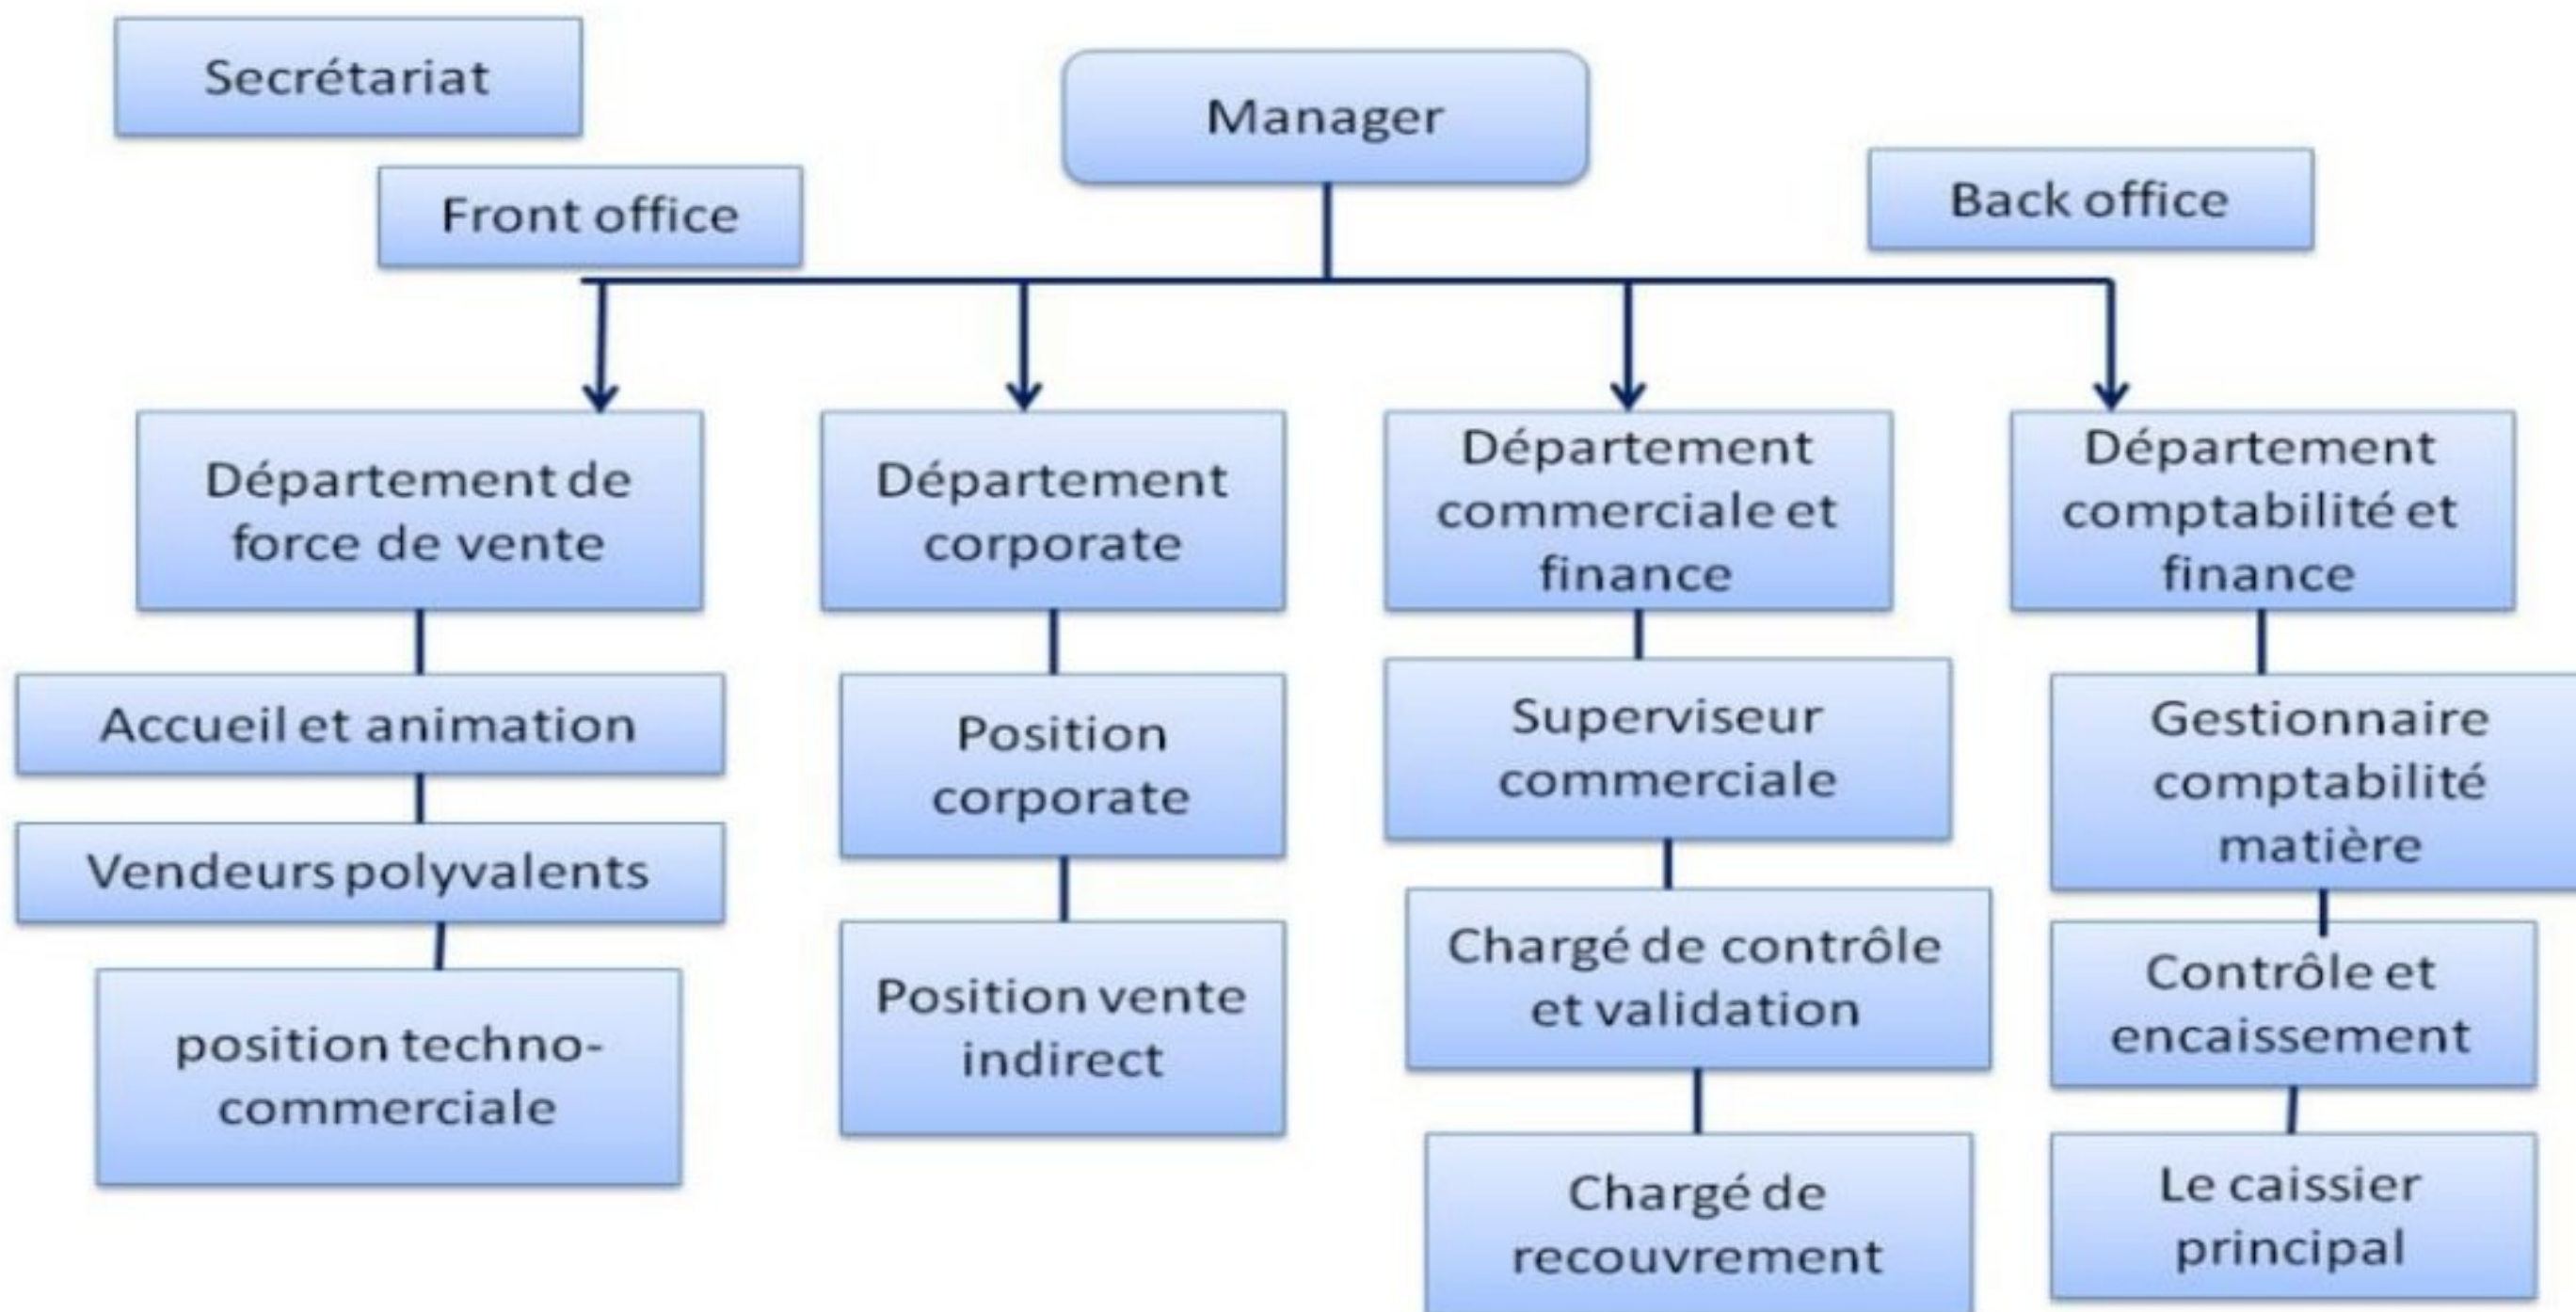 Secrétariat
Manager
Front office
Back office
Département de
force de vente
Accueil et animation
Vendeurs polyvalents
position techno-
commerciale
Département
corporate
Position
corporate
Position vente
indirect
Département
commerciale et
finance
Superviseur
commerciale
Chargé de contrôle
et validation
Chargé de
recouvrement
Département
comptabilité et
finance
Gestionnaire
comptabilité
matière
Contrôle et
encaissement
Le caissier
principal